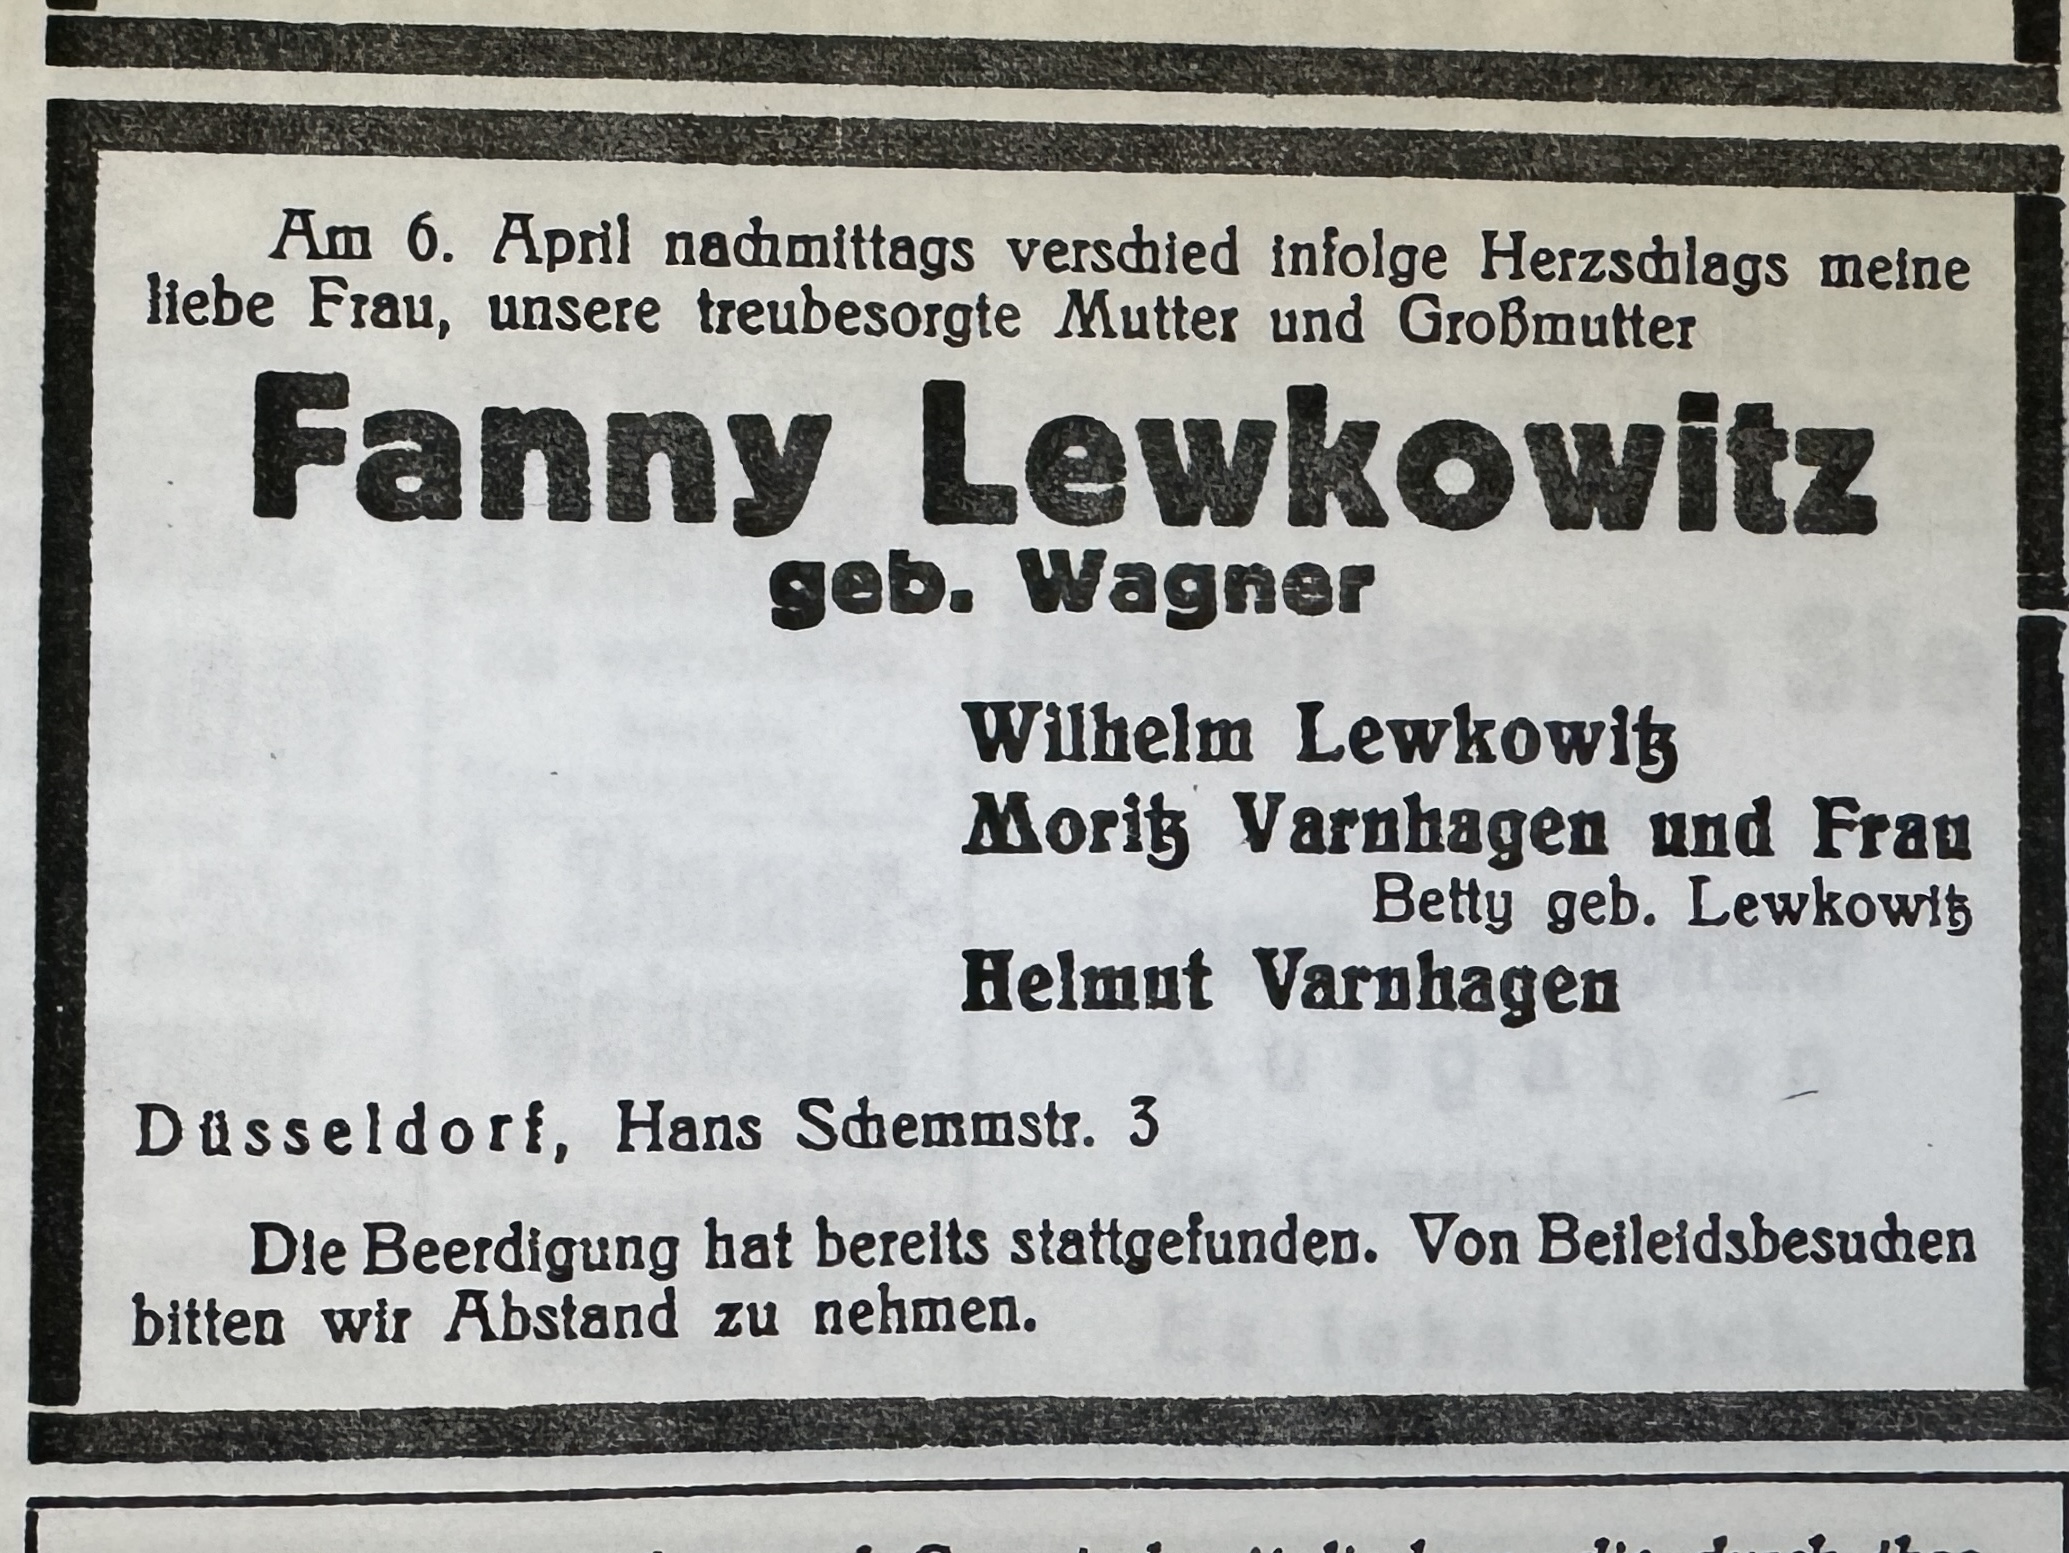 Am 6. April nachmittags verschied infolge Herzschlags meine
liebe Frau, unsere treubesorgte Mutter und Großmutter
Fanny Lewkowitz
geb. Wagner
Wilhelm Lewkowitz
Moritz Varnhagen und Frau
Betty geb. Lewkowitz
Helmut Varnhagen
Düsseldorf, Hans Schemmstr. 3
Die Beerdigung hat bereits stattgefunden. Von Beileidsbesuchen
bitten wir Abstand zu nehmen.